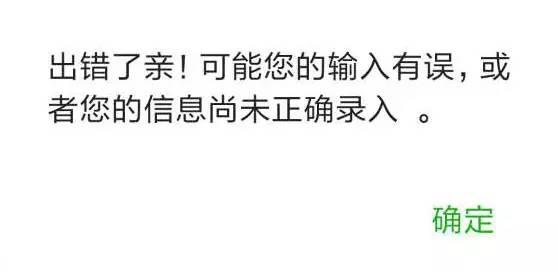 出错了亲！可能您的输入有误，或
者您的信息尚未正确录入 。
确定